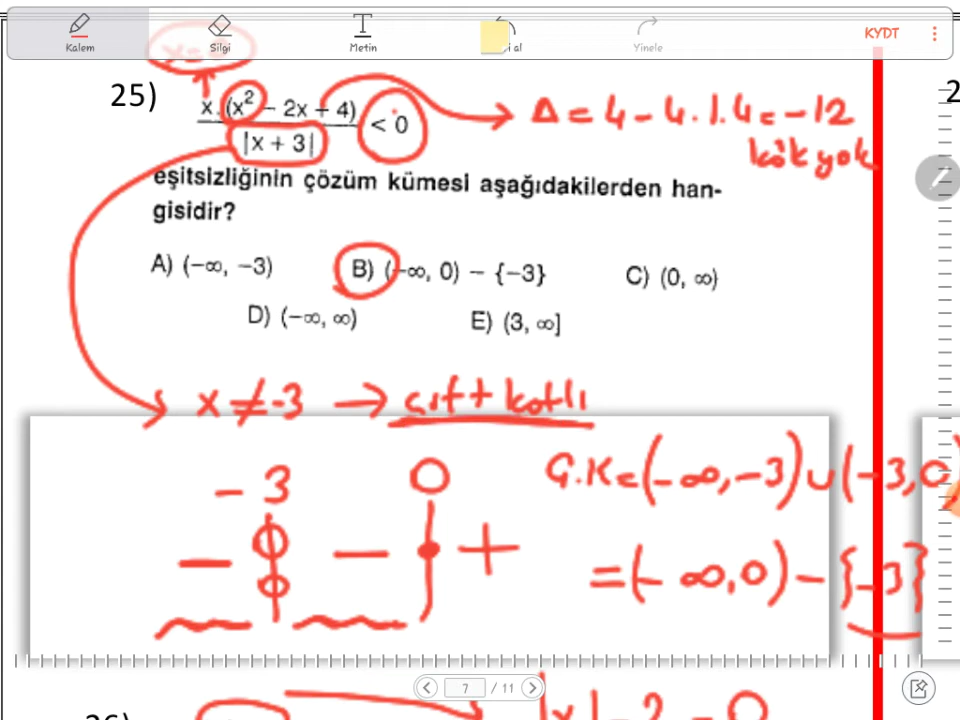 Kalem Silgi Metin Yinele KYDT
25) x.(x² − 2x + 4) / |x + 3| < 0 → Δ = 4 − 4.1.4 = −12
kök yok
eşitsizliğinin çözüm kümesi aşağıdakilerden han-
gisidir?
A) (−∞, −3) B) (−∞, 0) − {−3} C) (0, ∞)
D) (−∞, ∞) E) (3, ∞]
x ≠ -3 → çift katlı
− 3 0 Ç.K = (−∞, −3) ∪ (−3, 0
− − +
= (− ∞, 0) − {−3}
7 / 11
|x| − 2 = 0